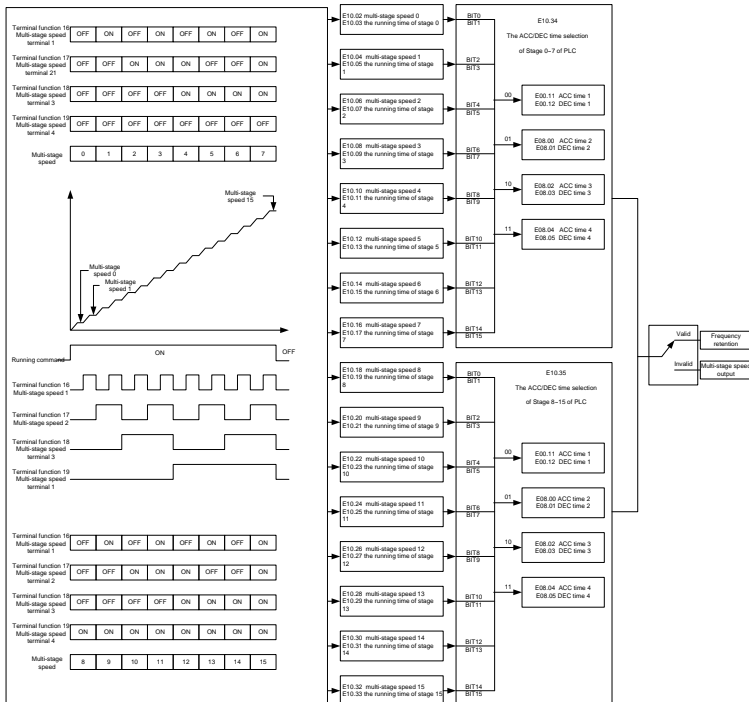 Terminal function 16
Multi-stage speed
terminal 1
OFF ON OFF ON OFF ON OFF ON
Terminal function 17
Multi-stage speed
terminal 21
OFF OFF ON ON OFF OFF ON ON
Terminal function 18
Multi-stage speed
terminal 3
OFF OFF OFF OFF ON ON ON ON
Terminal function 19
Multi-stage speed
terminal 4
OFF OFF OFF OFF OFF OFF OFF OFF
Multi-stage
speed
0 1 2 3 4 5 6 7
Multi-stage
speed 15
Multi-stage
speed 0
Multi-stage
speed 1
Running command
ON
OFF
Terminal function 16
Multi-stage speed 1
Terminal function 17
Multi-stage speed 2
Terminal function 18
Multi-stage speed
terminal 3
Terminal function 19
Multi-stage speed
terminal 1
Terminal function 16
Multi-stage speed
terminal 1
OFF ON OFF ON OFF ON OFF ON
Terminal function 17
Multi-stage speed
terminal 2
OFF OFF ON ON OFF OFF ON ON
Terminal function 18
Multi-stage speed
terminal 3
OFF OFF OFF OFF ON ON ON ON
Terminal function 19
Multi-stage speed
terminal 4
ON ON ON ON ON ON ON ON
Multi-stage
speed
8 9 10 11 12 13 14 15
E10.02 multi-stage speed 0
E10.03 the running time of stage 0
E10.04 multi-stage speed 1
E10.05 the running time of stage
1
E10.06 multi-stage speed 2
E10.07 the running time of stage
2
E10.08 multi-stage speed 3
E10.09 the running time of stage
3
E10.10 multi-stage speed 4
E10.11 the running time of stage
4
E10.12 multi-stage speed 5
E10.13 the running time of stage 5
E10.14 multi-stage speed 6
E10.15 the running time of stage 6
E10.16 multi-stage speed 7
E10.17 the running time of stage
7
E10.18 multi-stage speed 8
E10.19 the running time of stage
8
E10.20 multi-stage speed 9
E10.21 the running time of stage 9
E10.22 multi-stage speed 10
E10.23 the running time of stage
10
E10.24 multi-stage speed 11
E10.25 the running time of stage
11
E10.26 multi-stage speed 12
E10.27 the running time of stage
12
E10.28 multi-stage speed 13
E10.29 the running time of stage
13
E10.30 multi-stage speed 14
E10.31 the running time of stage
14
E10.32 multi-stage speed 15
E10.33 the running time of stage 15
BIT0
BIT1
BIT2
BIT3
BIT4
BIT5
BIT6
BIT7
BIT8
BIT9
BIT10
BIT11
BIT12
BIT13
BIT14
BIT15
E10.34
The ACC/DEC time selection
of Stage 0~7 of PLC
00
E00.11 ACC time 1
E00.12 DEC time 1
01
E08.00 ACC time 2
E08.01 DEC time 2
10
E08.02 ACC time 3
E08.03 DEC time 3
11
E08.04 ACC time 4
E08.05 DEC time 4
BIT0
BIT1
BIT2
BIT3
BIT4
BIT5
BIT6
BIT7
BIT8
BIT9
BIT10
BIT11
BIT12
BIT13
BIT14
BIT15
E10.35
The ACC/DEC time selection
of Stage 8~15 of PLC
00
E00.11 ACC time 1
E00.12 DEC time 1
01
E08.00 ACC time 2
E08.01 DEC time 2
10
E08.02 ACC time 3
E08.03 DEC time 3
11
E08.04 ACC time 4
E08.05 DEC time 4
Valid
Frequency
retention
Invalid
Multi-stage speed
output